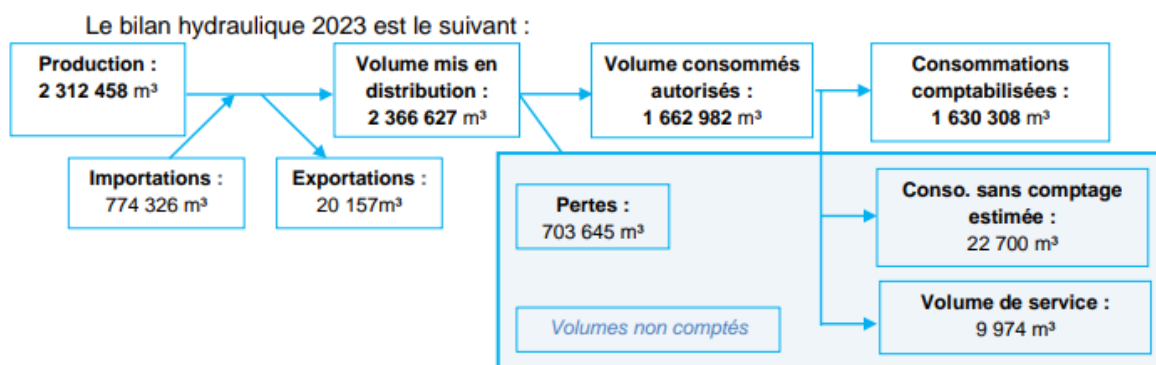 Le bilan hydraulique 2023 est le suivant :
Production :
2 312 458 m³
Volume mis en
distribution :
2 366 627 m³
Volume consommés
autorisés :
1 662 982 m³
Consommations
comptabilisées :
1 630 308 m³
Importations :
774 326 m³
Exportations :
20 157m³
Pertes :
703 645 m³
Conso. sans comptage
estimée :
22 700 m³
Volumes non comptés
Volume de service :
9 974 m³